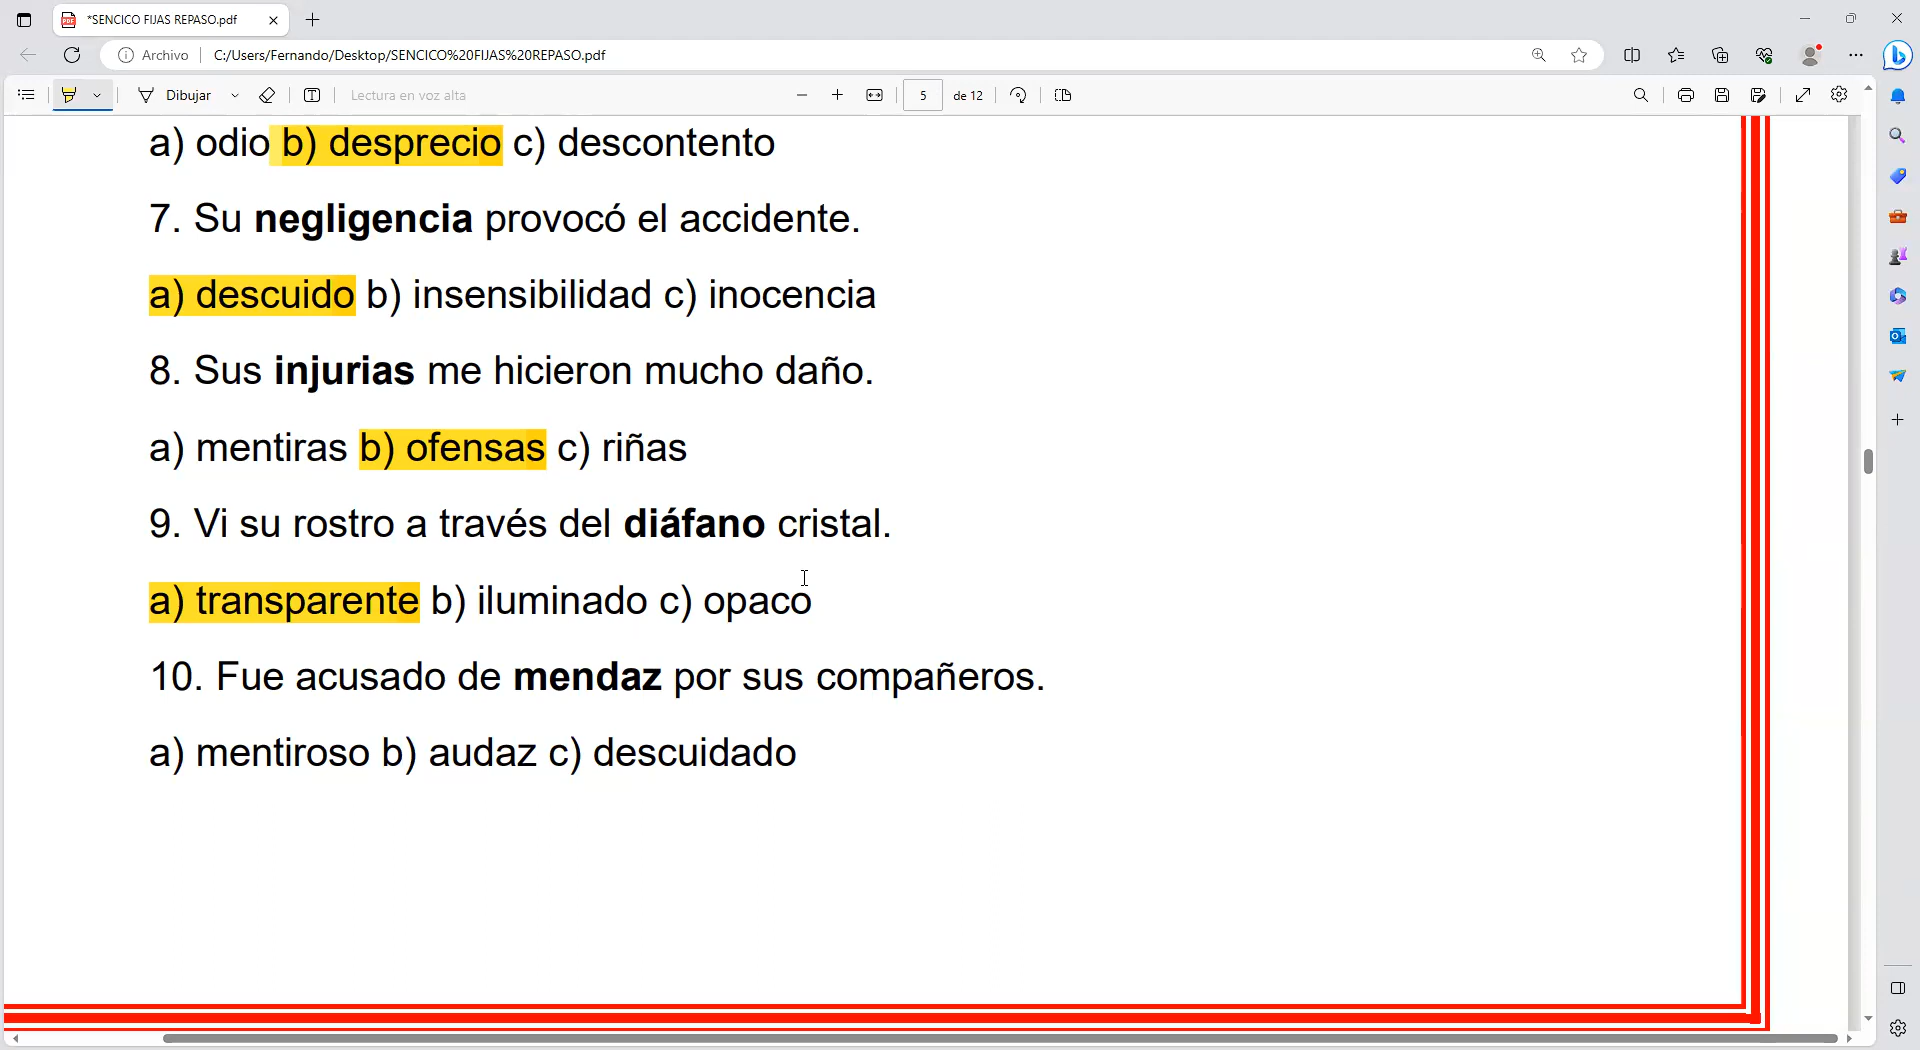 *SENCICO FIJAS REPASO.pdf
Archivo C:/Users/Fernando/Desktop/SENCICO%20FIJAS%20REPASO.pdf
Dibujar Lectura en voz alta 5 de 12
a) odio b) desprecio c) descontento
7. Su negligencia provocó el accidente.
a) descuido b) insensibilidad c) inocencia
8. Sus injurias me hicieron mucho daño.
a) mentiras b) ofensas c) riñas
9. Vi su rostro a través del diáfano cristal.
a) transparente b) iluminado c) opaco
10. Fue acusado de mendaz por sus compañeros.
a) mentiroso b) audaz c) descuidado